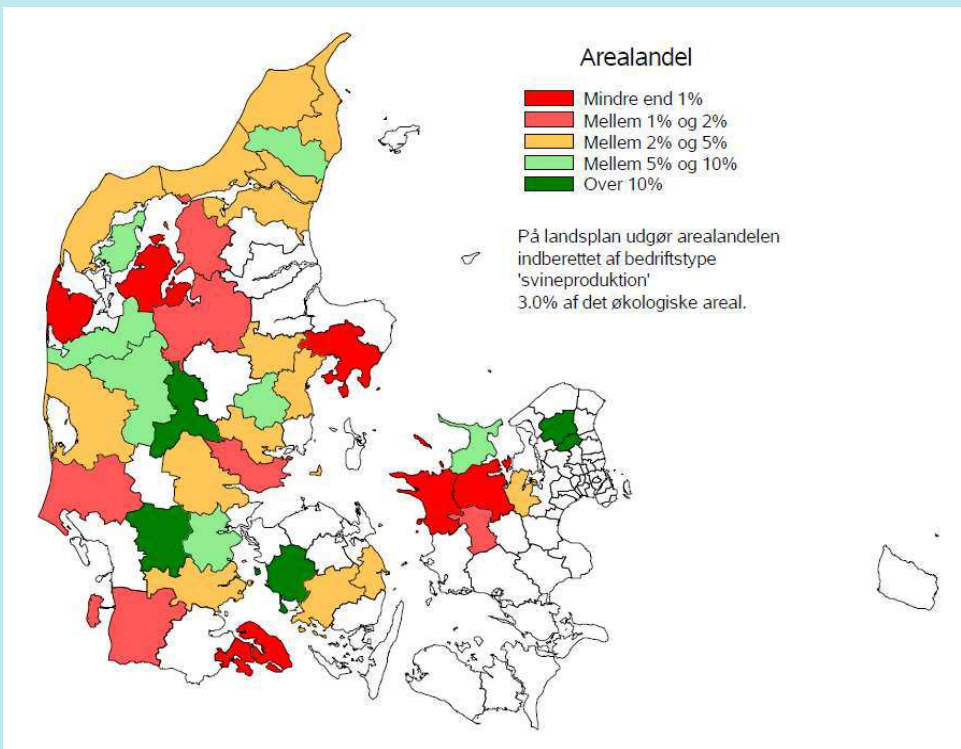 Arealandel
Mindre end 1%
Mellem 1% og 2%
Mellem 2% og 5%
Mellem 5% og 10%
Over 10%
På landsplan udgør arealandelen
indberettet af bedriftstype
'svineproduktion'
3.0% af det økologiske areal.